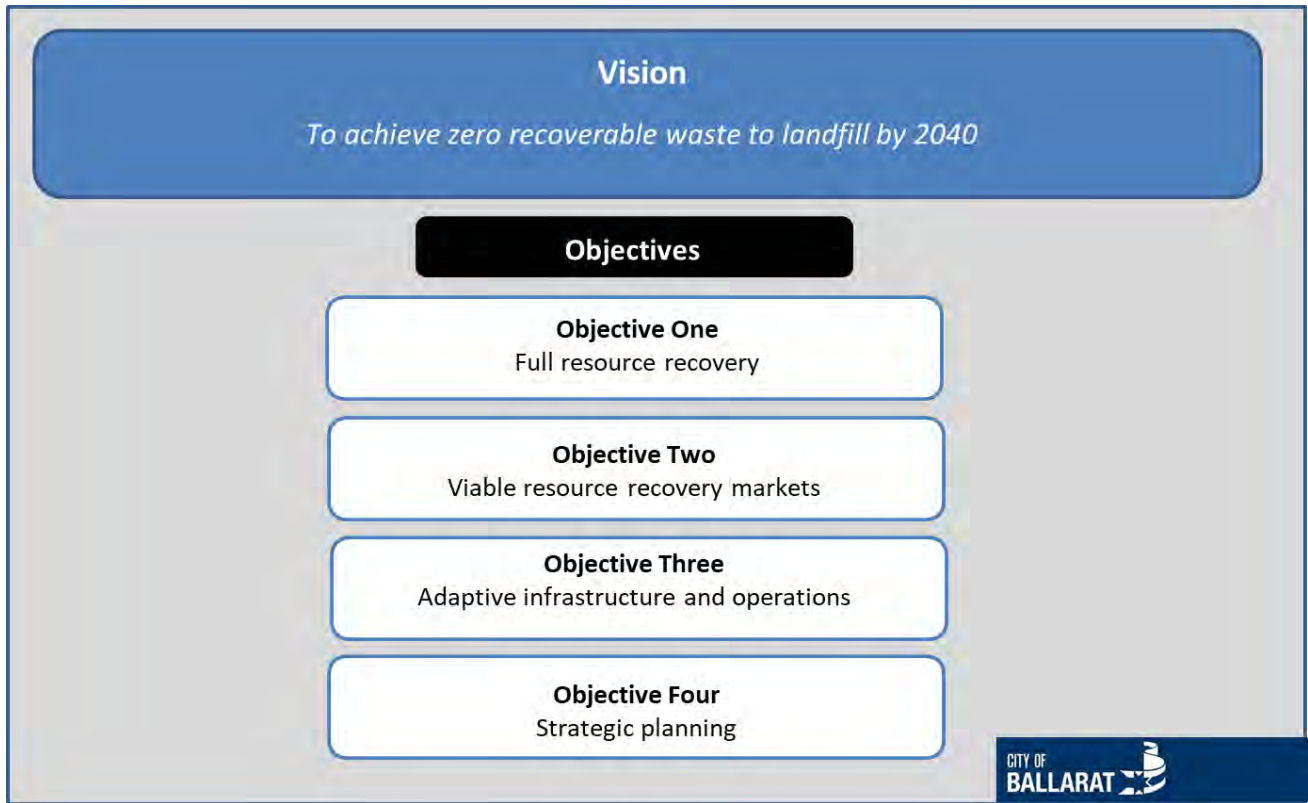 Vision
To achieve zero recoverable waste to landfill by 2040
Objectives
Objective One
Full resource recovery
Objective Two
Viable resource recovery markets
Objective Three
Adaptive infrastructure and operations
Objective Four
Strategic planning
CITY OF
BALLARAT